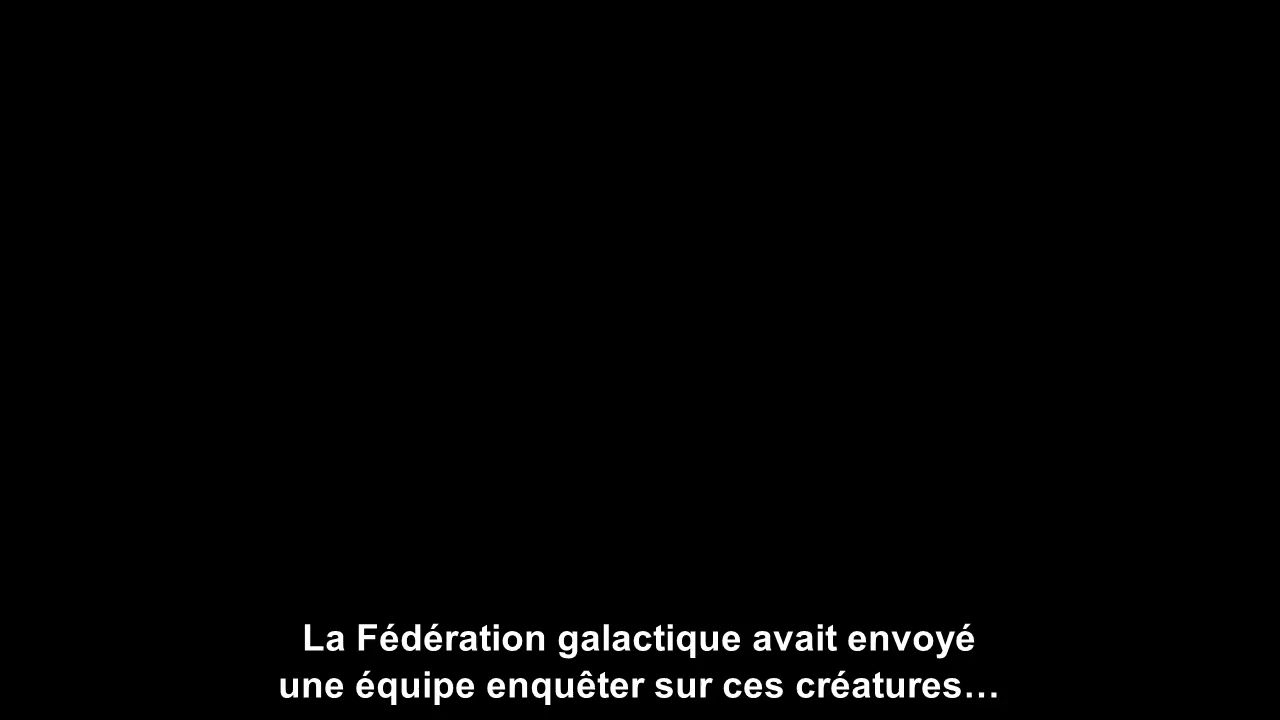 La Fédération galactique avait envoyé
une équipe enquêter sur ces créatures…